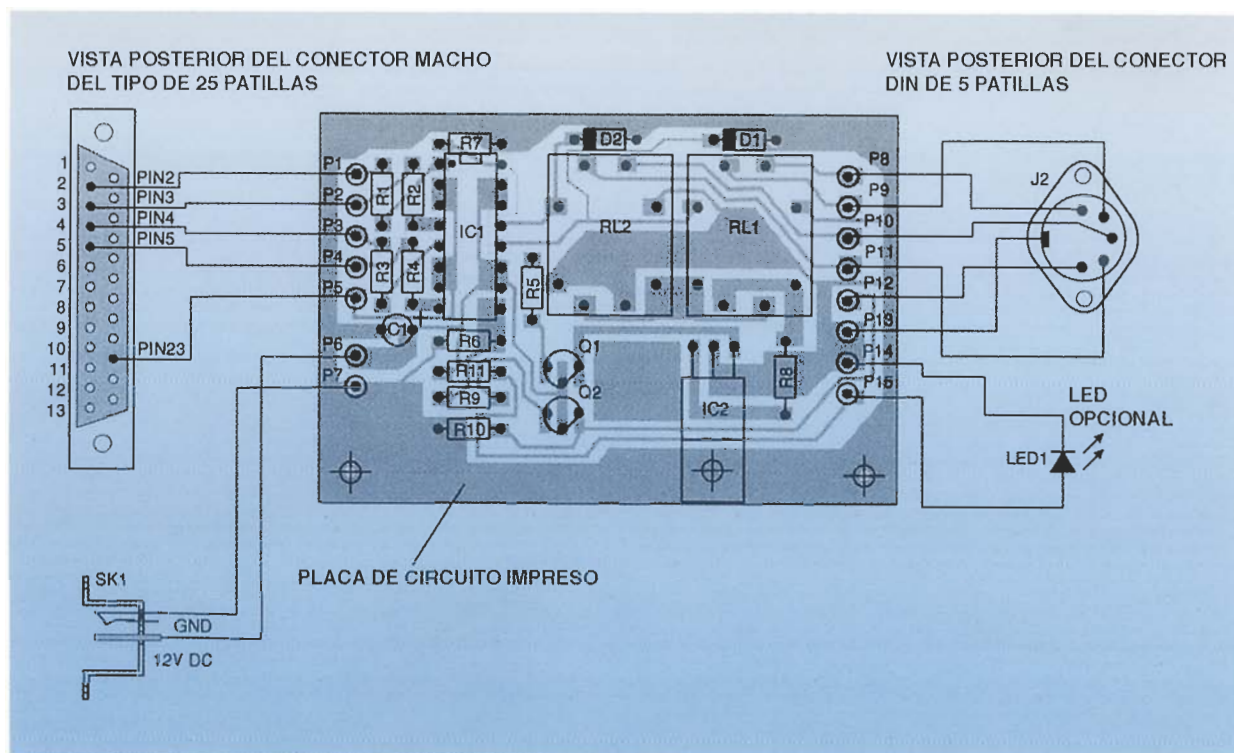 VISTA POSTERIOR DEL CONECTOR MACHO
DEL TIPO DE 25 PATILLAS
VISTA POSTERIOR DEL CONECTOR
DIN DE 5 PATILLAS
1
2
3
4
5
6
7
8
9
10
11
12
13
PIN2
PIN3
PIN4
PIN5
PIN23
P1
P2
P3
P4
P5
P6
P7
R7
R1
R2
R3
R4
IC1
C1
+
R5
R6
R11
R9
R10
D2
D1
RL2
RL1
Q1
Q2
IC2
R8
P8
P9
P10
P11
P12
P13
P14
P15
J2
LED
OPCIONAL
LED1
PLACA DE CIRCUITO IMPRESO
SK1
GND
12V DC